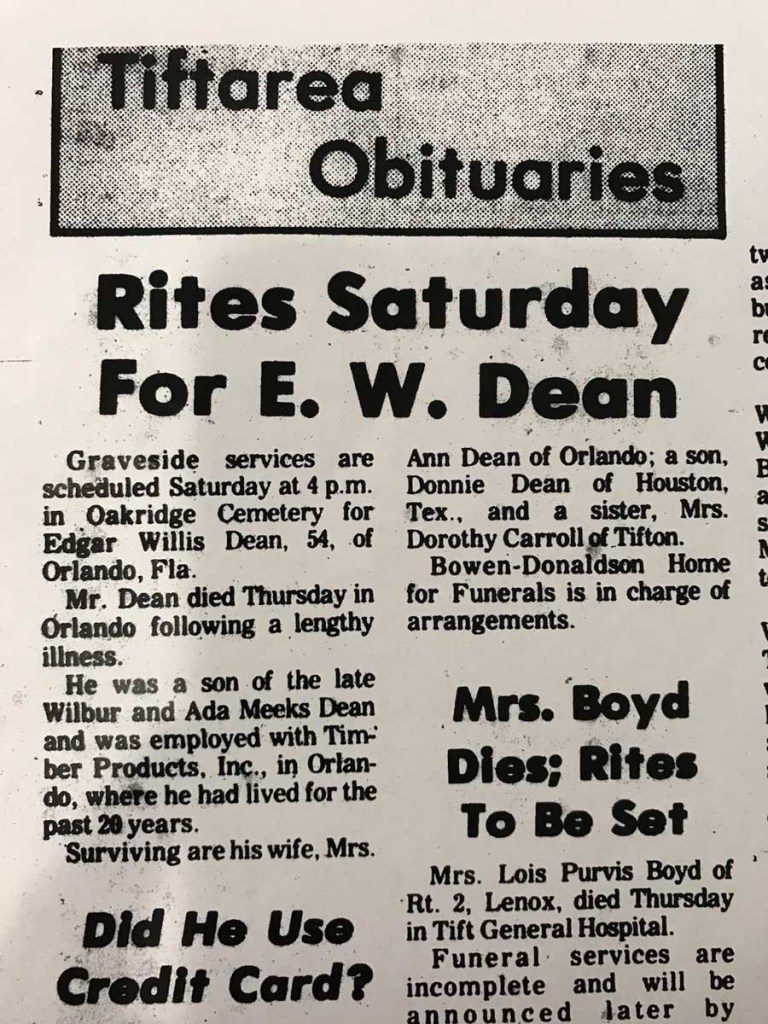 Tiftarea
Obituaries
Rites Saturday
For E. W. Dean
Graveside services are
scheduled Saturday at 4 p.m.
in Oakridge Cemetery for
Edgar Willis Dean, 54, of
Orlando, Fla.
Mr. Dean died Thursday in
Orlando following a lengthy
illness.
He was a son of the late
Wilbur and Ada Meeks Dean
and was employed with Tim-
ber Products, Inc., in Orlan-
do, where he had lived for the
past 20 years.
Surviving are his wife, Mrs.
Ann Dean of Orlando; a son,
Donnie Dean of Houston,
Tex., and a sister, Mrs.
Dorothy Carroll of Tifton.
Bowen-Donaldson Home
for Funerals is in charge of
arrangements.
Did He Use
Credit Card?
Mrs. Boyd
Dies; Rites
To Be Set
Mrs. Lois Purvis Boyd of
Rt. 2, Lenox, died Thursday
in Tift General Hospital.
Funeral services are
incomplete and will be
announced later by